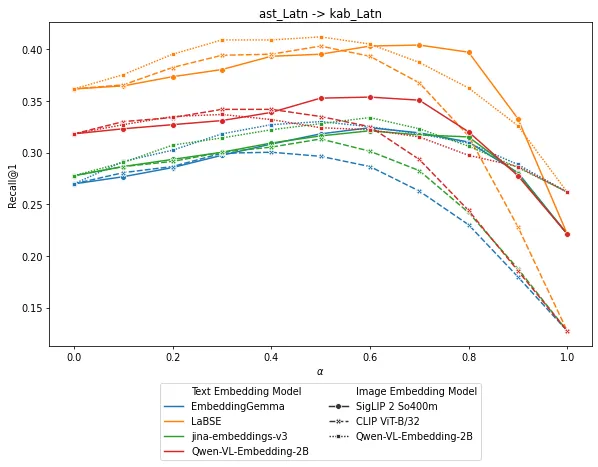 ast_Latn -> kab_Latn
Recall@1
0.40
0.35
0.30
0.25
0.20
0.15
0.0
0.2
0.4
0.6
0.8
1.0
α
Text Embedding Model
EmbeddingGemma
LaBSE
jina-embeddings-v3
Qwen-VL-Embedding-2B
Image Embedding Model
SigLIP 2 So400m
CLIP ViT-B/32
Qwen-VL-Embedding-2B